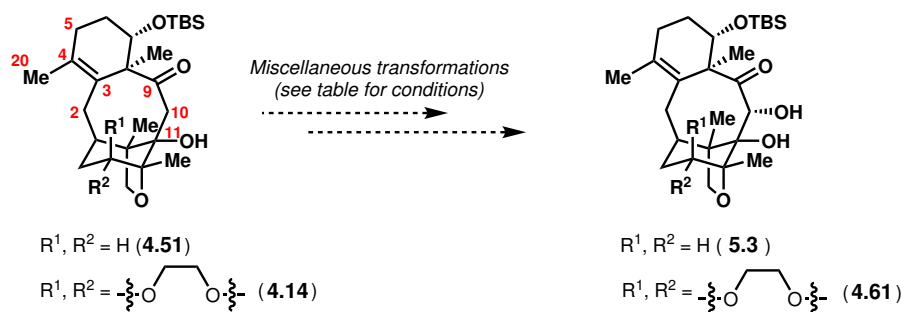 OTBS
5
20
4
Me
Me
O
3
9
2
10
R1
Me
11
OH
Me
R2
O
Miscellaneous transformations
(see table for conditions)
OTBS
Me
Me
O
OH
R1
Me
OH
Me
R2
O
R1, R2 = H (4.51)
R1, R2 = O O (4.14)
R1, R2 = H ( 5.3 )
R1, R2 = O O (4.61)